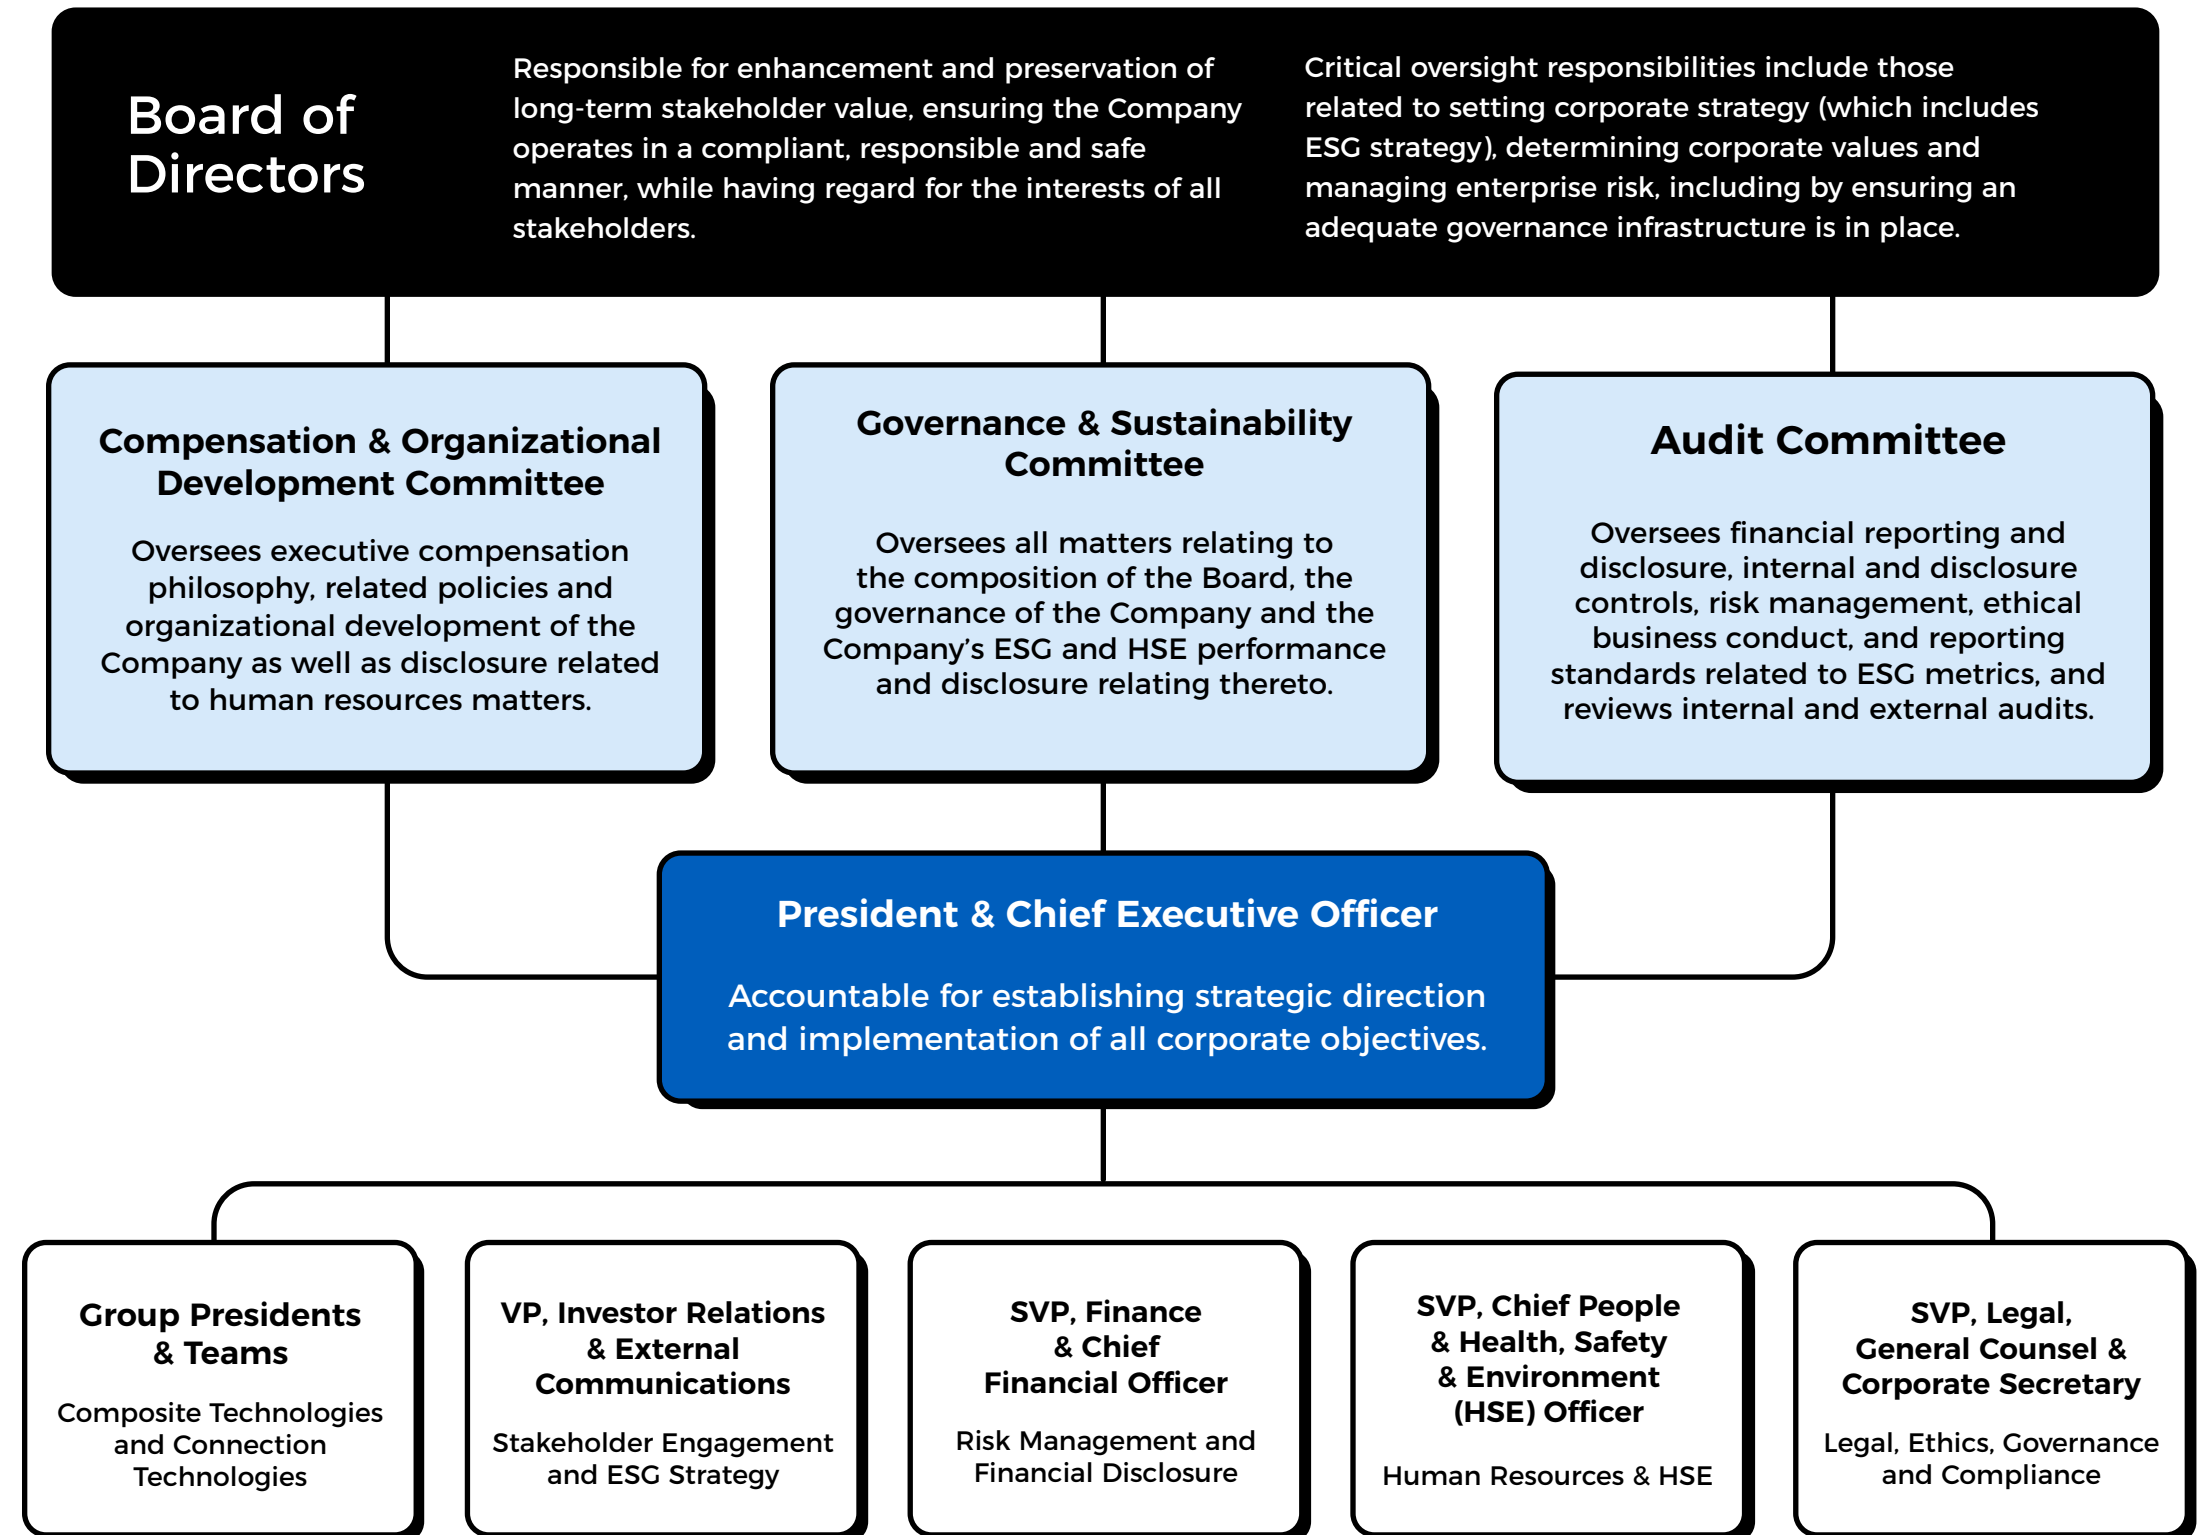 Board of
Directors
Responsible for enhancement and preservation of
long-term stakeholder value, ensuring the Company
operates in a compliant, responsible and safe
manner, while having regard for the interests of all
stakeholders.
Critical oversight responsibilities include those
related to setting corporate strategy (which includes
ESG strategy), determining corporate values and
managing enterprise risk, including by ensuring an
adequate governance infrastructure is in place.
Compensation & Organizational
Development Committee
Oversees executive compensation
philosophy, related policies and
organizational development of the
Company as well as disclosure related
to human resources matters.
Governance & Sustainability
Committee
Oversees all matters relating to
the composition of the Board, the
governance of the Company and the
Company’s ESG and HSE performance
and disclosure relating thereto.
Audit Committee
Oversees financial reporting and
disclosure, internal and disclosure
controls, risk management, ethical
business conduct, and reporting
standards related to ESG metrics, and
reviews internal and external audits.
President & Chief Executive Officer
Accountable for establishing strategic direction
and implementation of all corporate objectives.
Group Presidents
& Teams
Composite Technologies
and Connection
Technologies
VP, Investor Relations
& External
Communications
Stakeholder Engagement
and ESG Strategy
SVP, Finance
& Chief
Financial Officer
Risk Management and
Financial Disclosure
SVP, Chief People
& Health, Safety
& Environment
(HSE) Officer
Human Resources & HSE
SVP, Legal,
General Counsel &
Corporate Secretary
Legal, Ethics, Governance
and Compliance